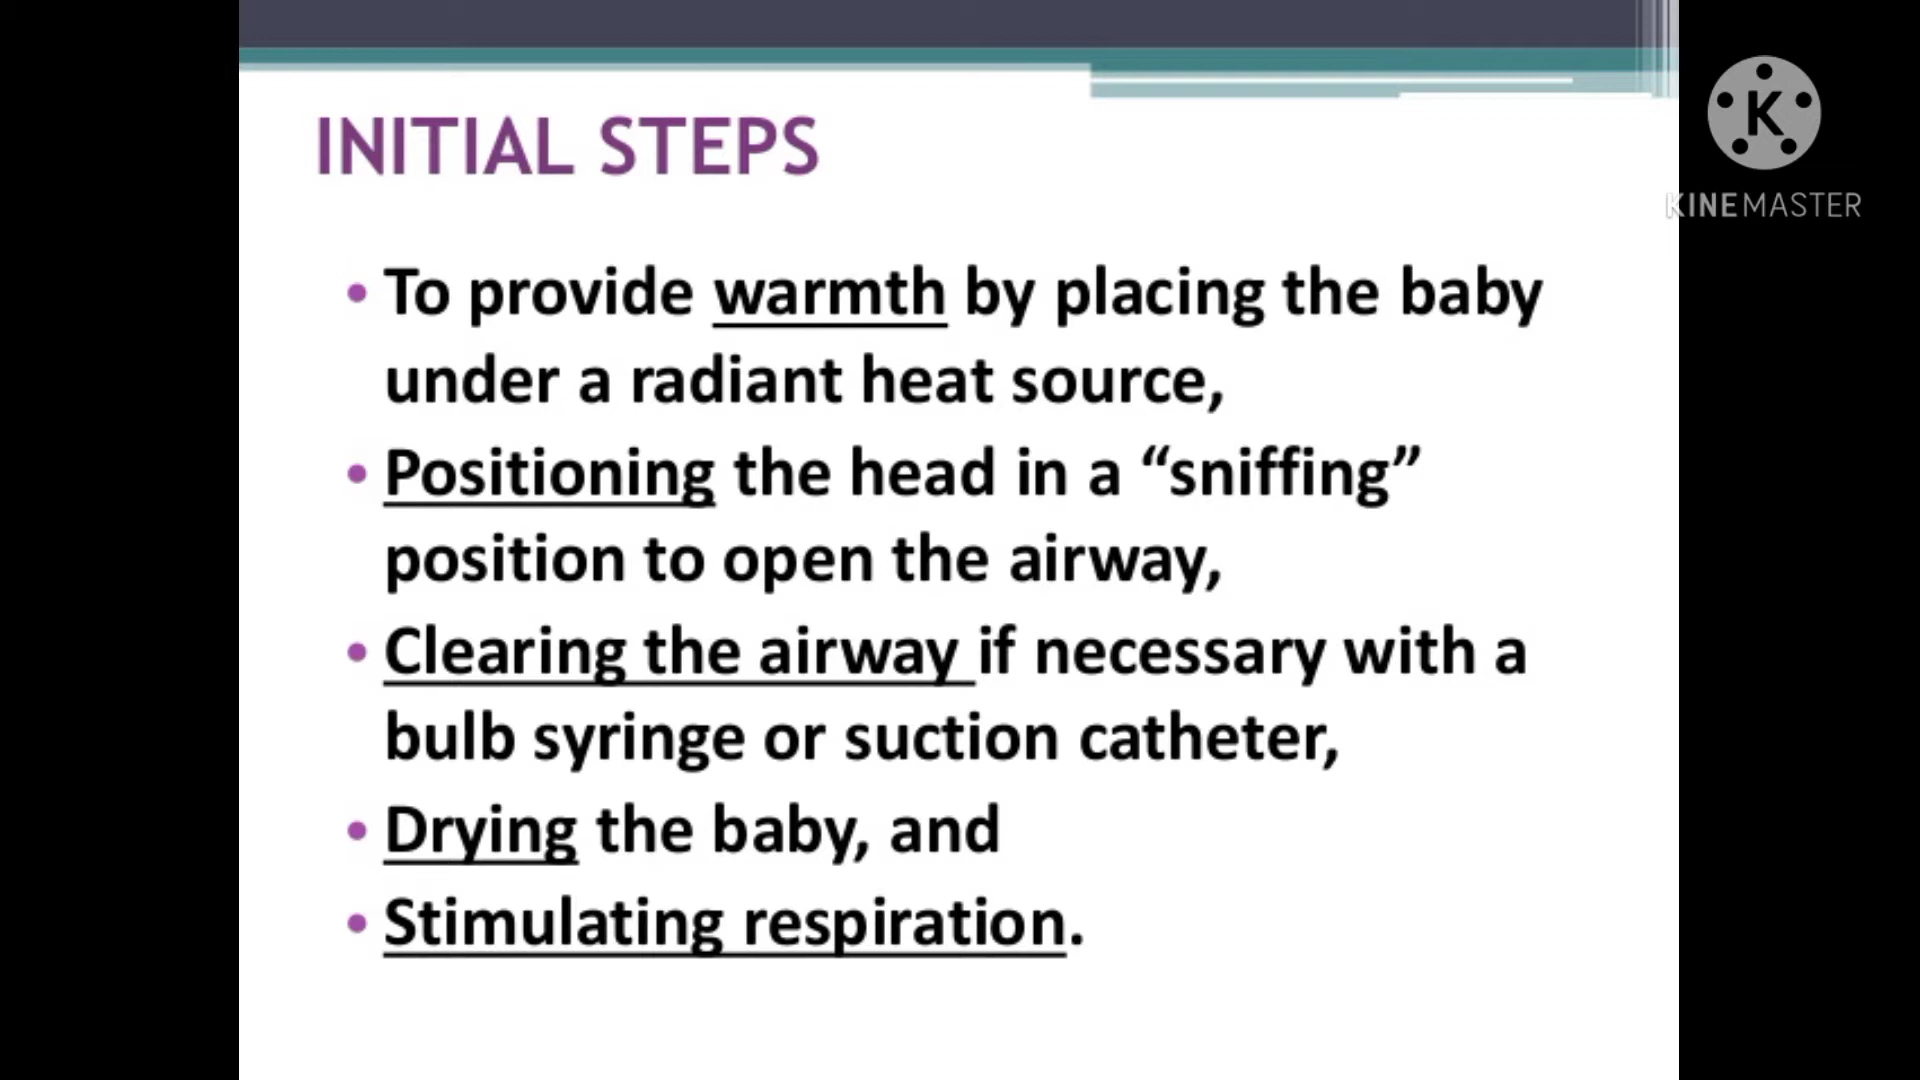 INITIAL STEPS
K
KINEMASTER
• To provide warmth by placing the baby
under a radiant heat source,
• Positioning the head in a “sniffing”
position to open the airway,
• Clearing the airway if necessary with a
bulb syringe or suction catheter,
• Drying the baby, and
• Stimulating respiration.